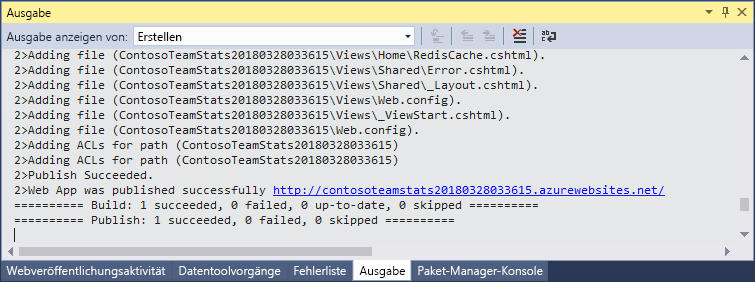 Ausgabe
Ausgabe anzeigen von: Erstellen
2>Adding file (ContosoTeamStats20180328033615\Views\Home\RedisCache.cshtml).
2>Adding file (ContosoTeamStats20180328033615\Views\Shared\Error.cshtml).
2>Adding file (ContosoTeamStats20180328033615\Views\Shared\_Layout.cshtml).
2>Adding file (ContosoTeamStats20180328033615\Views\Web.config).
2>Adding file (ContosoTeamStats20180328033615\Views\_ViewStart.cshtml).
2>Adding file (ContosoTeamStats20180328033615\Web.config).
2>Adding ACLs for path (ContosoTeamStats20180328033615)
2>Adding ACLs for path (ContosoTeamStats20180328033615)
2>Publish Succeeded.
2>Web App was published successfully http://contosoteamstats20180328033615.azurewebsites.net/
========== Build: 1 succeeded, 0 failed, 0 up-to-date, 0 skipped ==========
========== Publish: 1 succeeded, 0 failed, 0 skipped ==========
Webveröffentlichungsaktivität Datentoolvorgänge Fehlerliste Ausgabe Paket-Manager-Konsole